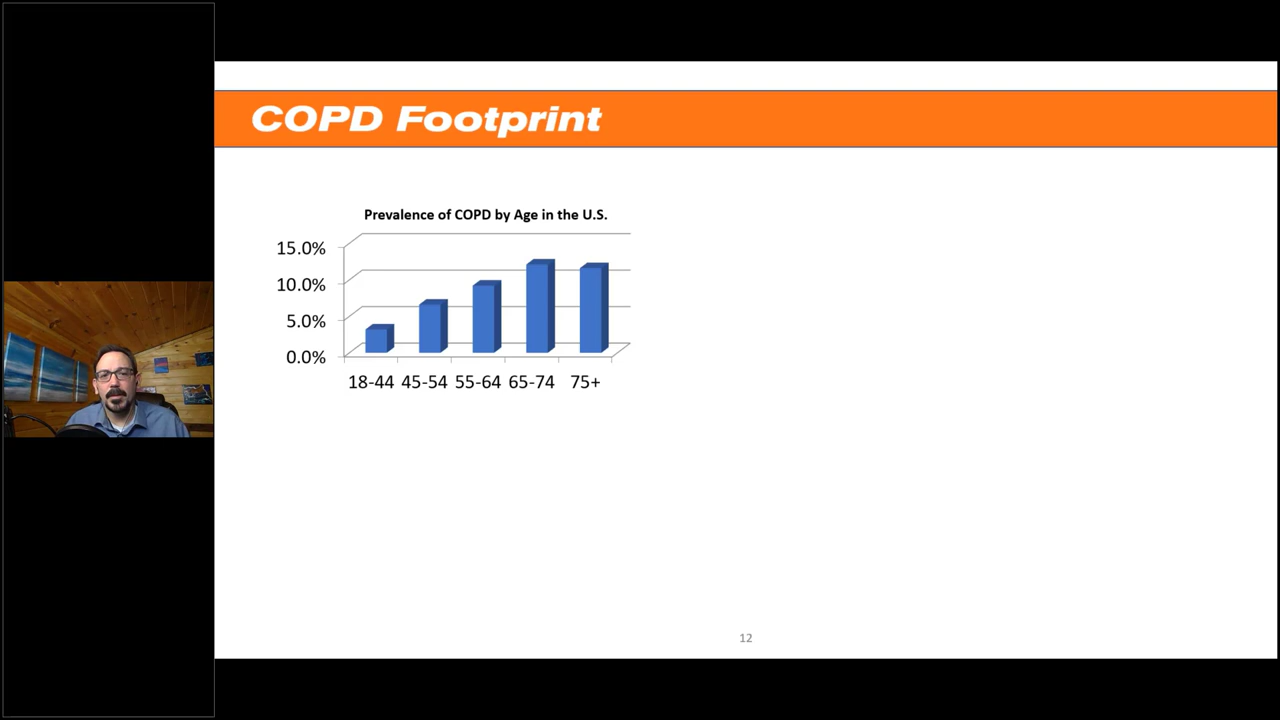 COPD Footprint
Prevalence of COPD by Age in the U.S.
15.0%
10.0%
5.0%
0.0%
18-44 45-54 55-64 65-74 75+
12